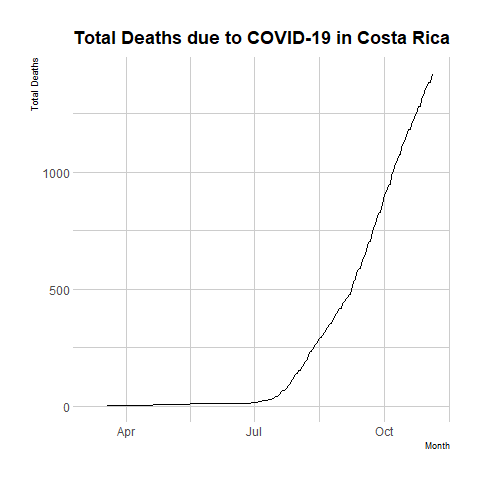 Total Deaths due to COVID-19 in Costa Rica
Total Deaths
1000
500
0
Apr Jul Oct
Month